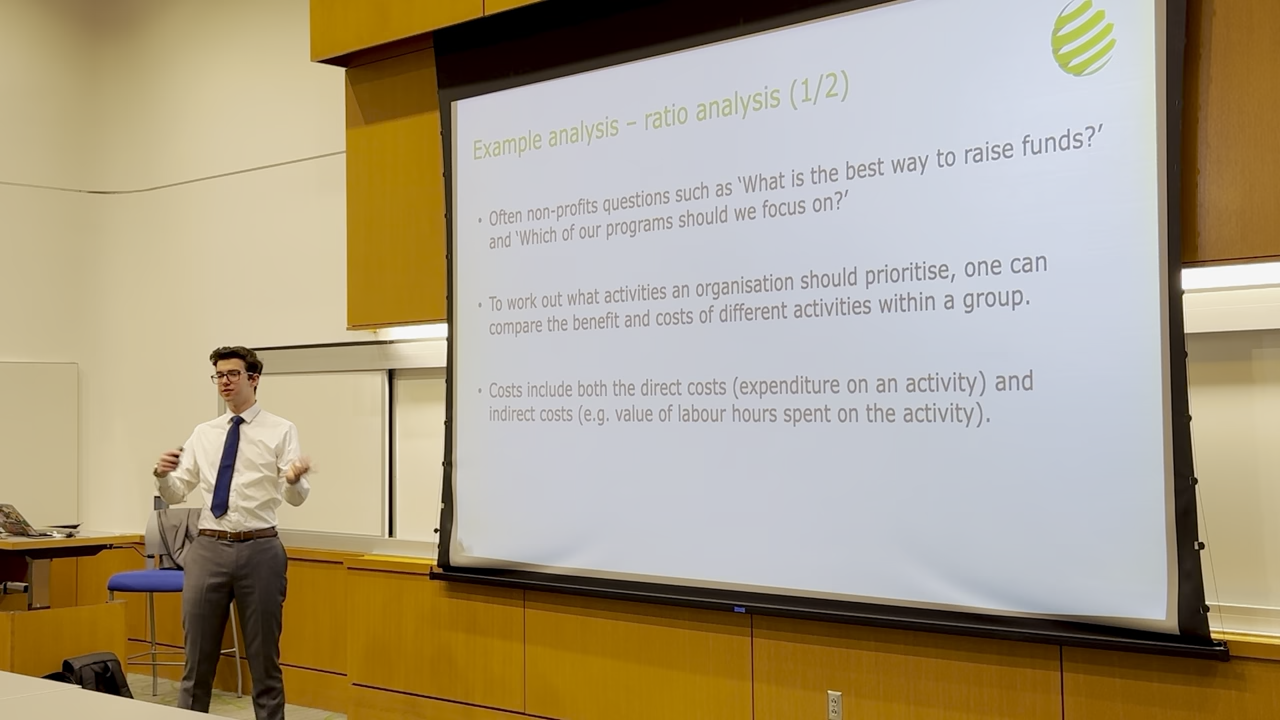 Example analysis – ratio analysis (1/2)
• Often non-profits questions such as ‘What is the best way to raise funds?’
and ‘Which of our programs should we focus on?’
• To work out what activities an organisation should prioritise, one can
compare the benefit and costs of different activities within a group.
• Costs include both the direct costs (expenditure on an activity) and
indirect costs (e.g. value of labour hours spent on the activity).